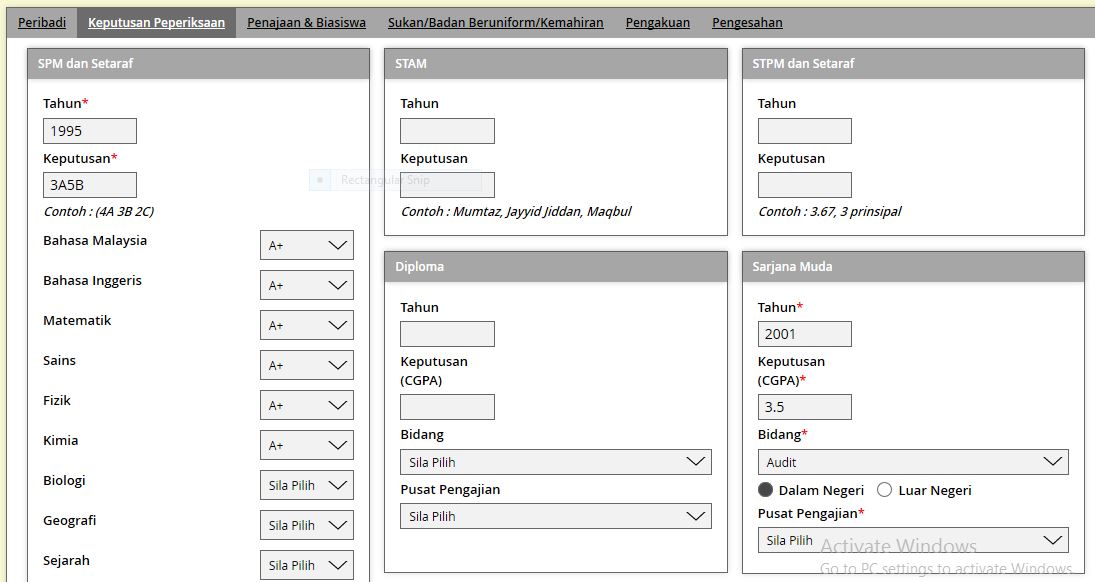 Peribadi Keputusan Peperiksaan Penajaan & Biasiswa Sukan/Badan Beruniform/Kemahiran Pengakuan Pengesahan
SPM dan Setaraf
Tahun*
1995
Keputusan*
3A5B
Contoh : (4A 3B 2C)
Bahasa Malaysia A+
Bahasa Inggeris A+
Matematik A+
Sains A+
Fizik A+
Kimia A+
Biologi Sila Pilih
Geografi Sila Pilih
Sejarah Sila Pilih
STAM
Tahun
Keputusan
Rectangular Snip
Contoh : Mumtaz, Jayyid Jiddan, Maqbul
STPM dan Setaraf
Tahun
Keputusan
Contoh : 3.67, 3 prinsipal
Diploma
Tahun
Keputusan
(CGPA)
Bidang
Sila Pilih
Pusat Pengajian
Sila Pilih
Sarjana Muda
Tahun*
2001
Keputusan
(CGPA)*
3.5
Bidang*
Audit
Dalam Negeri Luar Negeri
Pusat Pengajian*
Sila Pilih
Activate Windows
Go to PC settings to activate Windows.